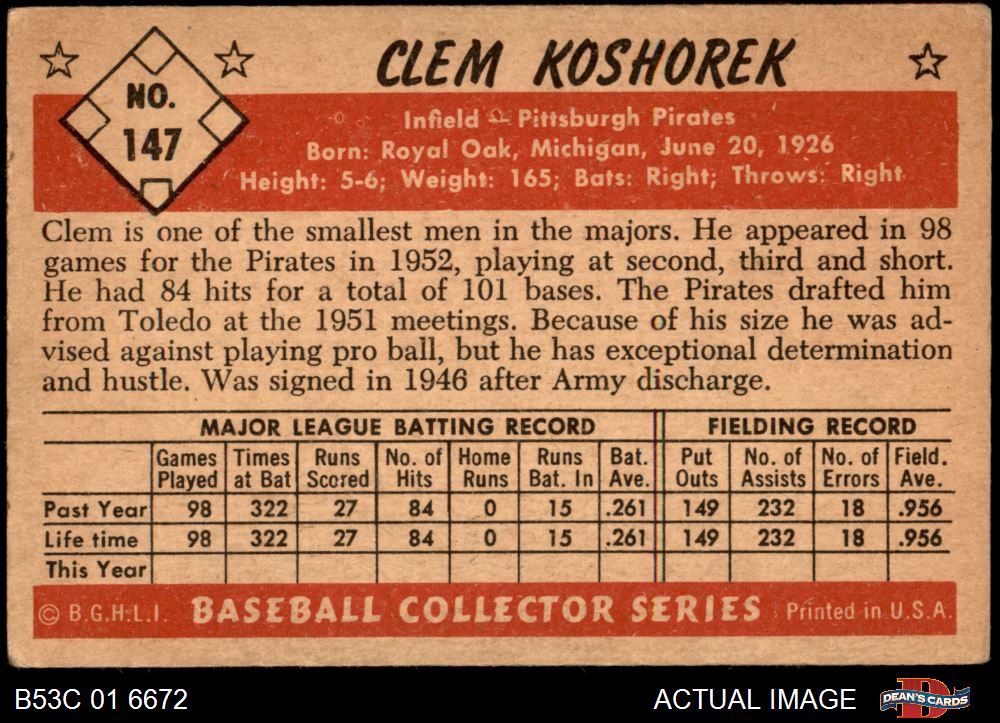 CLEM KOSHOREK
NO.
147
Infield — Pittsburgh Pirates
Born: Royal Oak, Michigan, June 20, 1926
Height: 5-6; Weight: 165; Bats: Right; Throws: Right
Clem is one of the smallest men in the majors. He appeared in 98
games for the Pirates in 1952, playing at second, third and short.
He had 84 hits for a total of 101 bases. The Pirates drafted him
from Toledo at the 1951 meetings. Because of his size he was ad-
vised against playing pro ball, but he has exceptional determination
and hustle. Was signed in 1946 after Army discharge.
MAJOR LEAGUE BATTING RECORD FIELDING RECORD
Games Times Runs No. of Home Runs Bat. Put No. of No. of Field.
Played at Bat Scored Hits Runs Bat. In Ave. Outs Assists Errors Ave.
Past Year 98 322 27 84 0 15 .261 149 232 18 .956
Life time 98 322 27 84 0 15 .261 149 232 18 .956
This Year
© B.G.H.L.I. BASEBALL COLLECTOR SERIES Printed in U.S.A.
B53C 01 6672 ACTUAL IMAGE DEAN'S CARDS